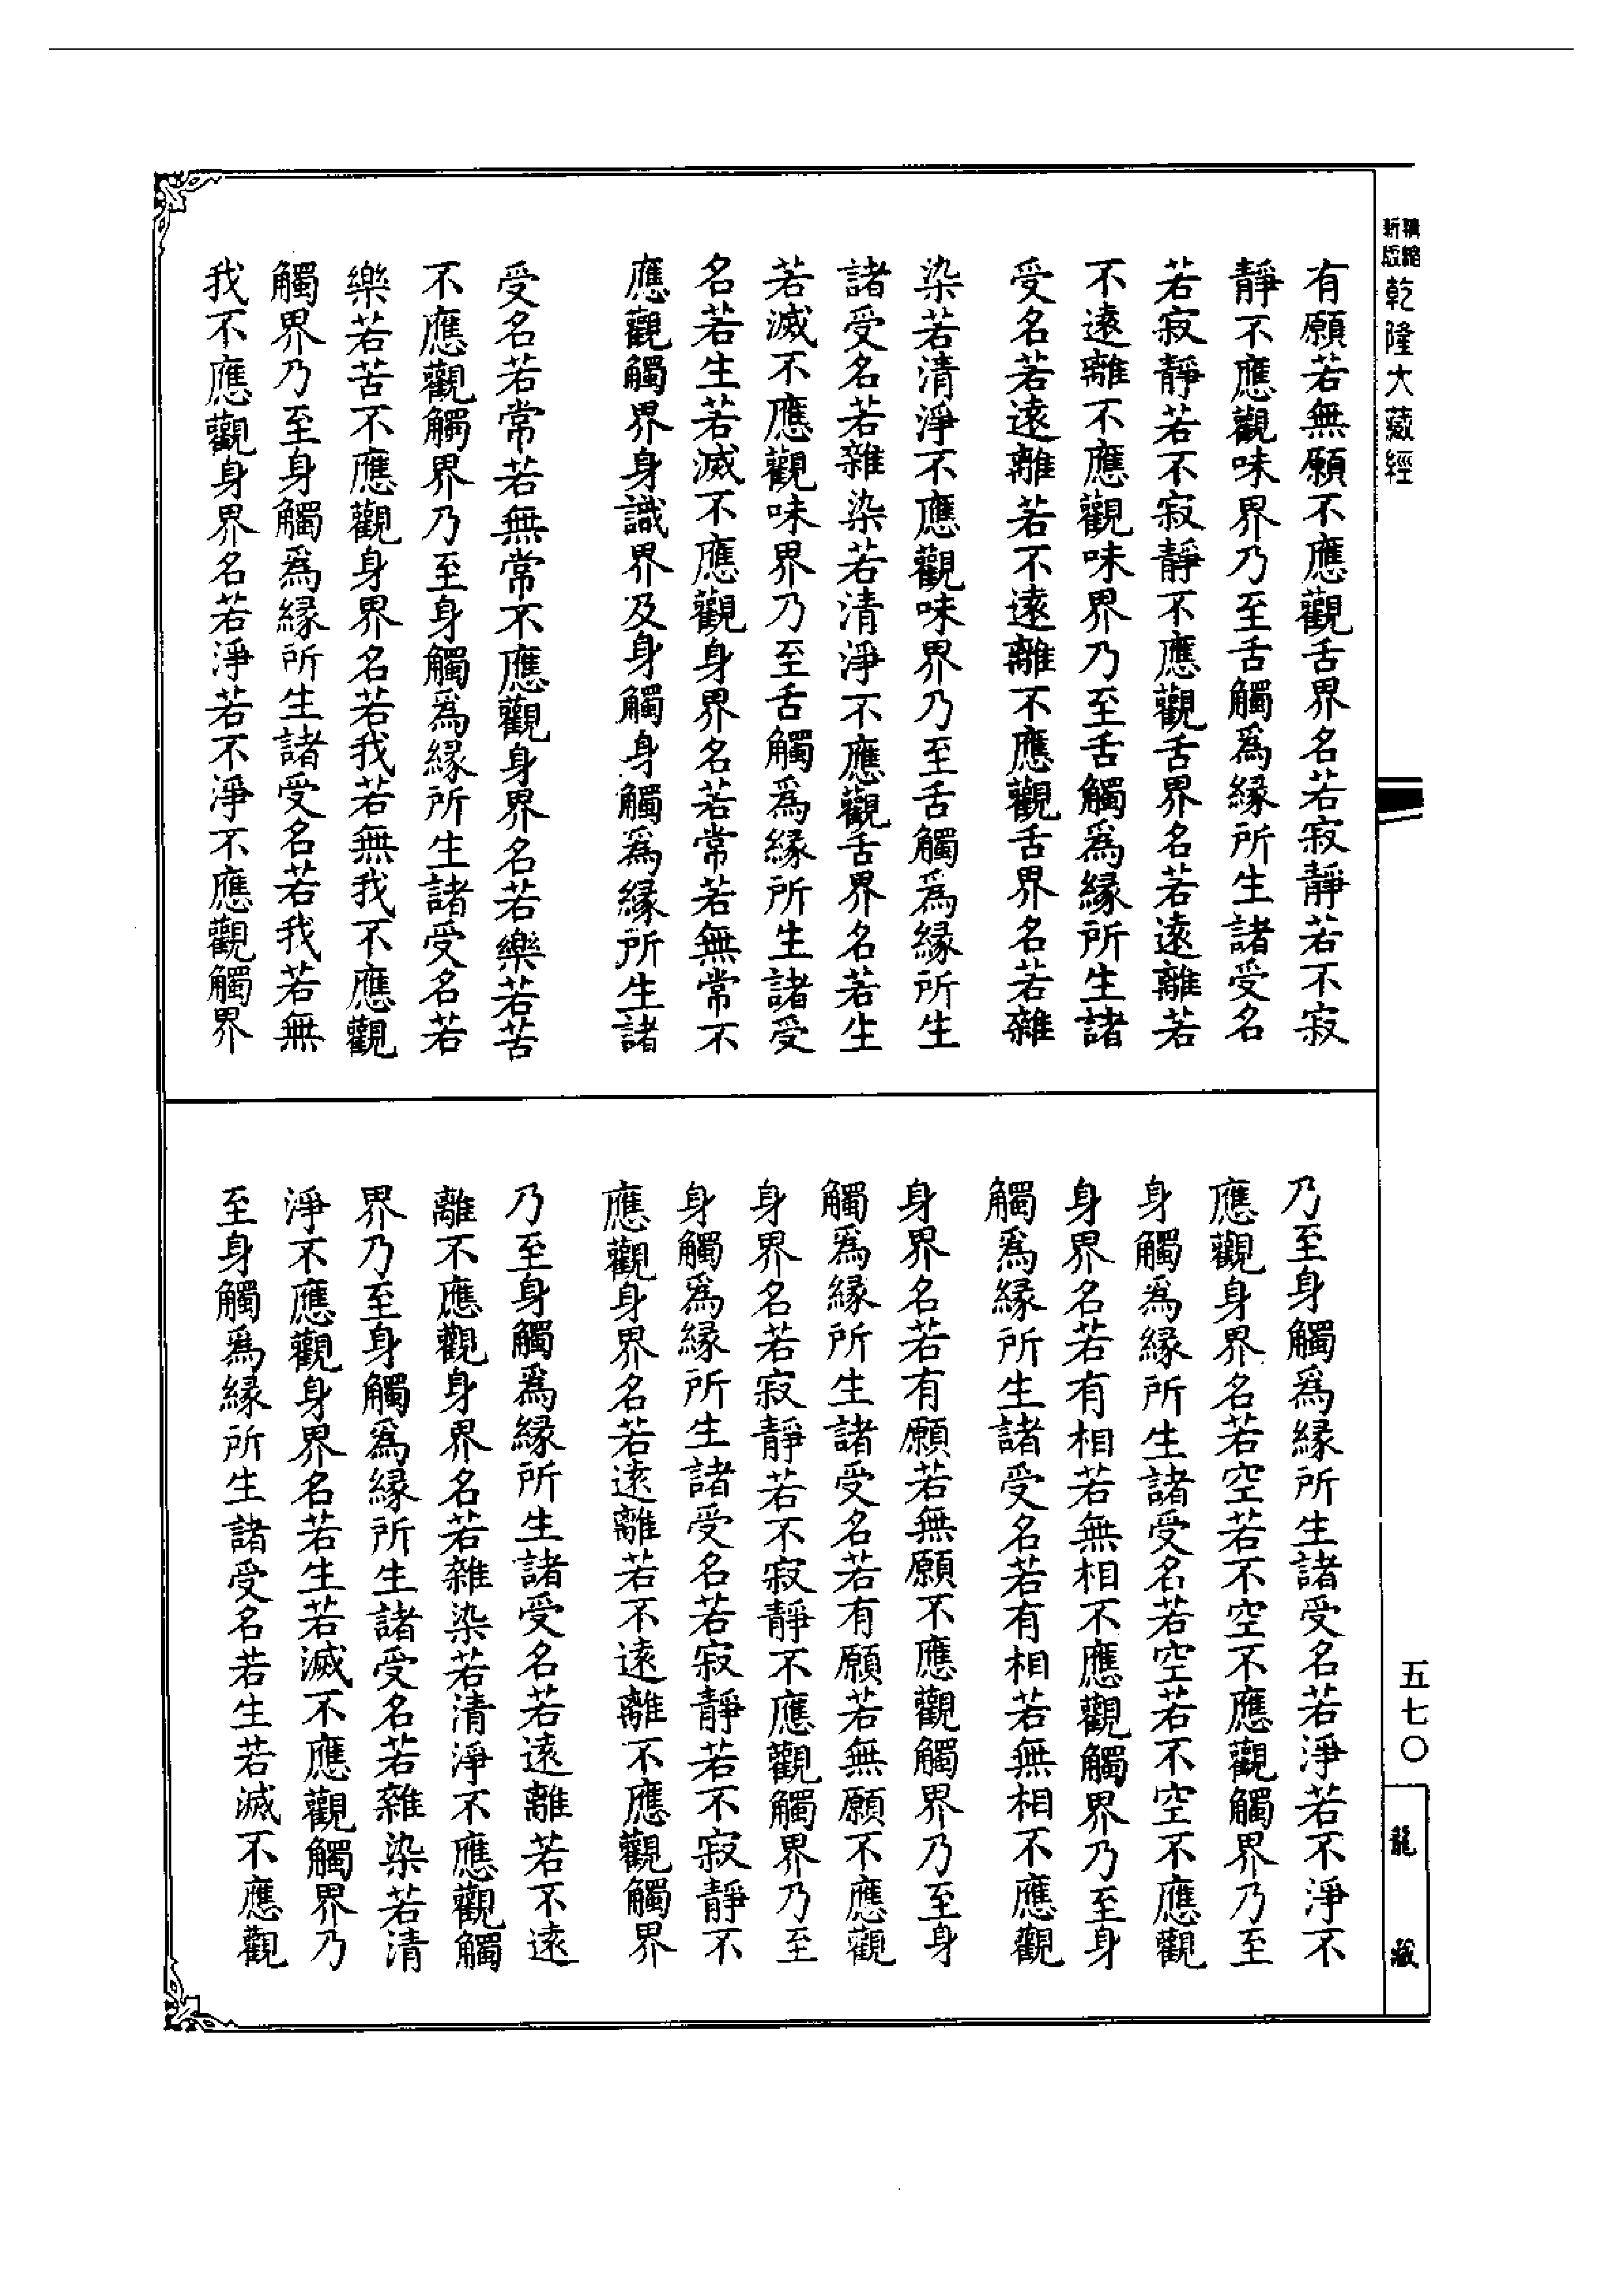 精縮
新版
乾隆大藏經
有願若無願不應觀舌界名若寂靜若不寂
靜不應觀味界乃至舌觸爲緣所生諸受名
若寂靜若不寂靜不應觀舌界名若遠離若
不遠離不應觀味界乃至舌觸爲緣所生諸
受名若遠離若不遠離不應觀舌界名若雜
染若清淨不應觀味界乃至舌觸爲緣所生
諸受名若雜染若清淨不應觀舌界名若生
若滅不應觀味界乃至舌觸爲緣所生諸受
名若生若滅不應觀身界名若常若無常不
應觀觸界身識界及身觸身觸爲緣所生諸
受名若常若無常不應觀身界名若樂若苦
不應觀觸界乃至身觸爲緣所生諸受名若
樂若苦不應觀身界名若我若無我不應觀
觸界乃至身觸爲緣所生諸受名若我若無
我不應觀身界名若淨若不淨不應觀觸界
乃至身觸爲緣所生諸受名若淨若不淨不
應觀身界名若空若不空不應觀觸界乃至
身觸爲緣所生諸受名若空若不空不應觀
身界名若有相若無相不應觀觸界乃至身
觸爲緣所生諸受名若有相若無相不應觀
身界名若有願若無願不應觀觸界乃至身
觸爲緣所生諸受名若有願若無願不應觀
身界名若寂靜若不寂靜不應觀觸界乃至
身觸爲緣所生諸受名若寂靜若不寂靜不
應觀身界名若遠離若不遠離不應觀觸界
乃至身觸爲緣所生諸受名若遠離若不遠
離不應觀身界名若雜染若清淨不應觀觸
界乃至身觸爲緣所生諸受名若雜染若清
淨不應觀身界名若生若滅不應觀觸界乃
至身觸爲緣所生諸受名若生若滅不應觀
五七〇
龍藏